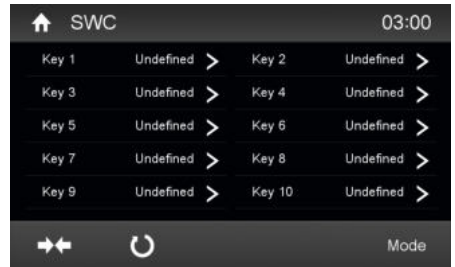 SWC 03:00
Key 1 Undefined Key 2 Undefined
Key 3 Undefined Key 4 Undefined
Key 5 Undefined Key 6 Undefined
Key 7 Undefined Key 8 Undefined
Key 9 Undefined Key 10 Undefined
Mode